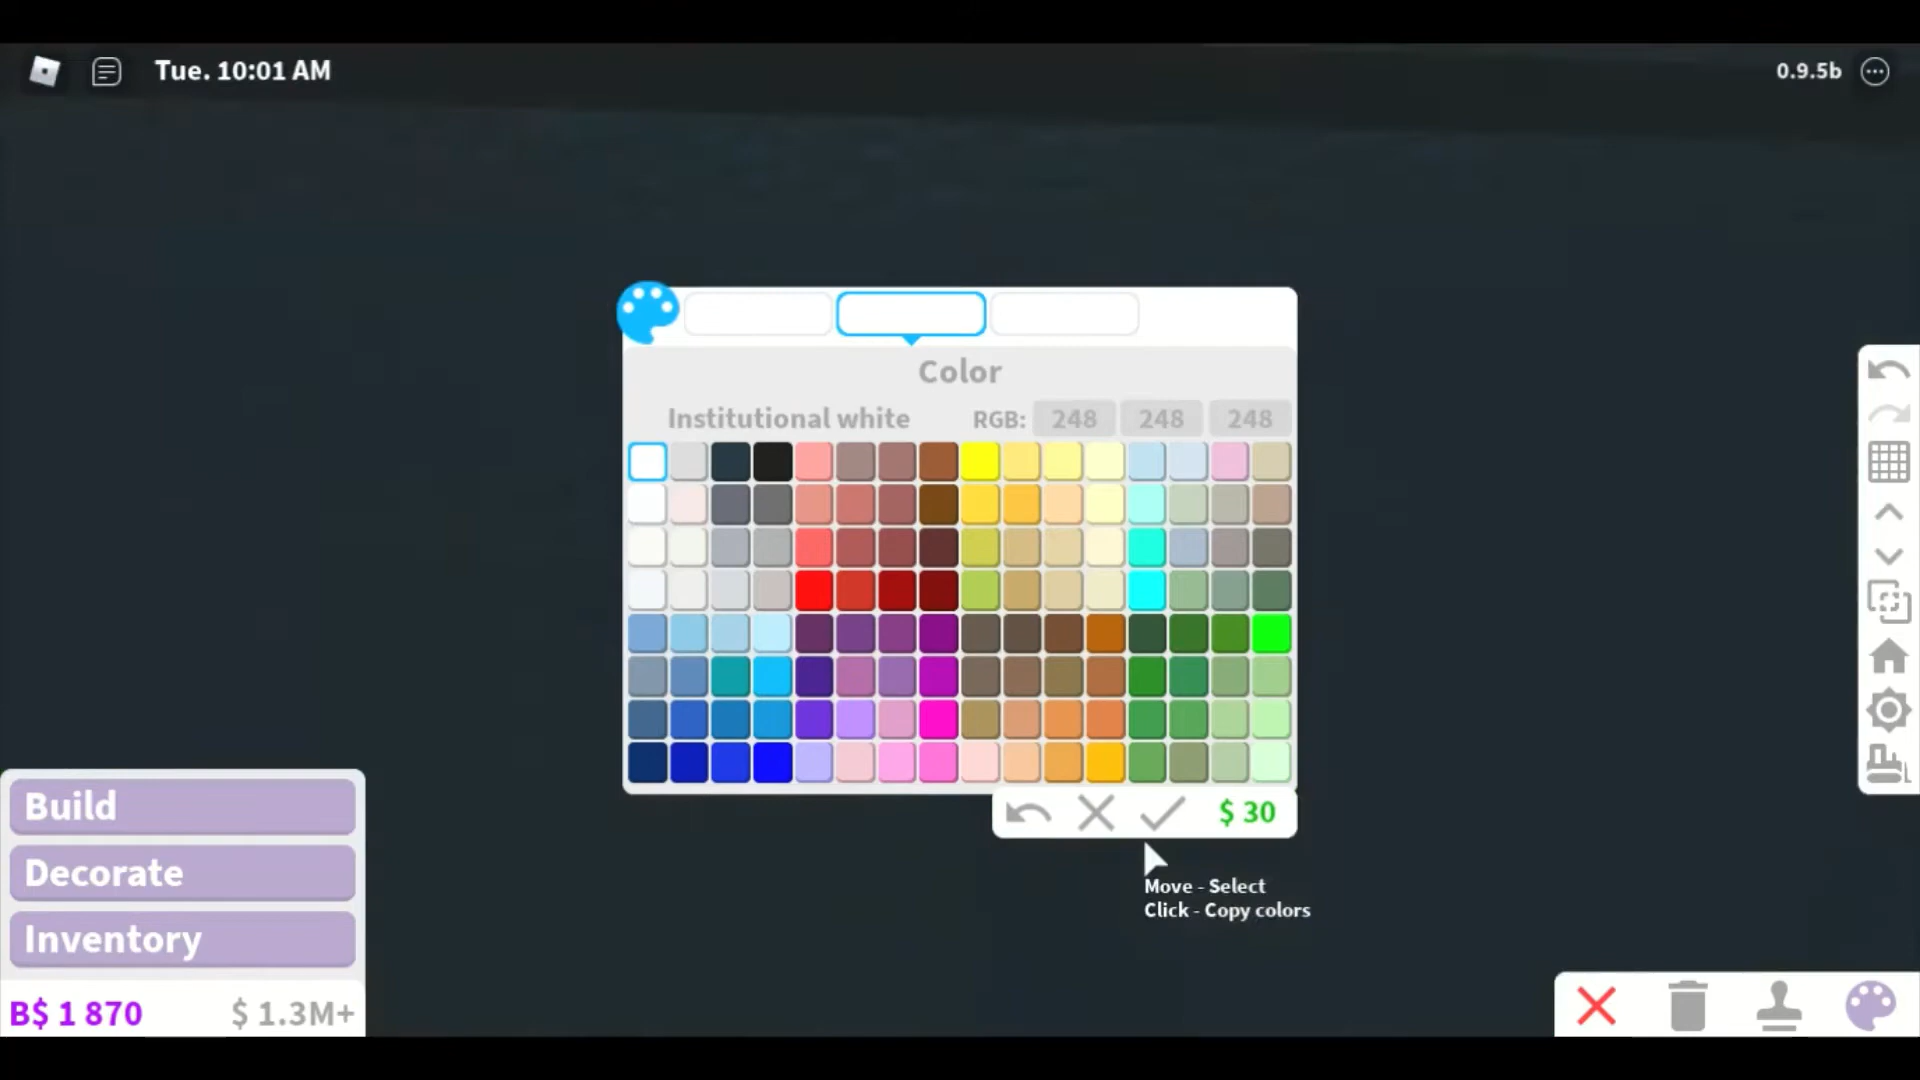 Tue. 10:01 AM
0.9.5b
Color
Institutional white RGB: 248 248 248
$ 30
Move - Select
Click - Copy colors
Build
Decorate
Inventory
B$ 1 870 $ 1.3M+